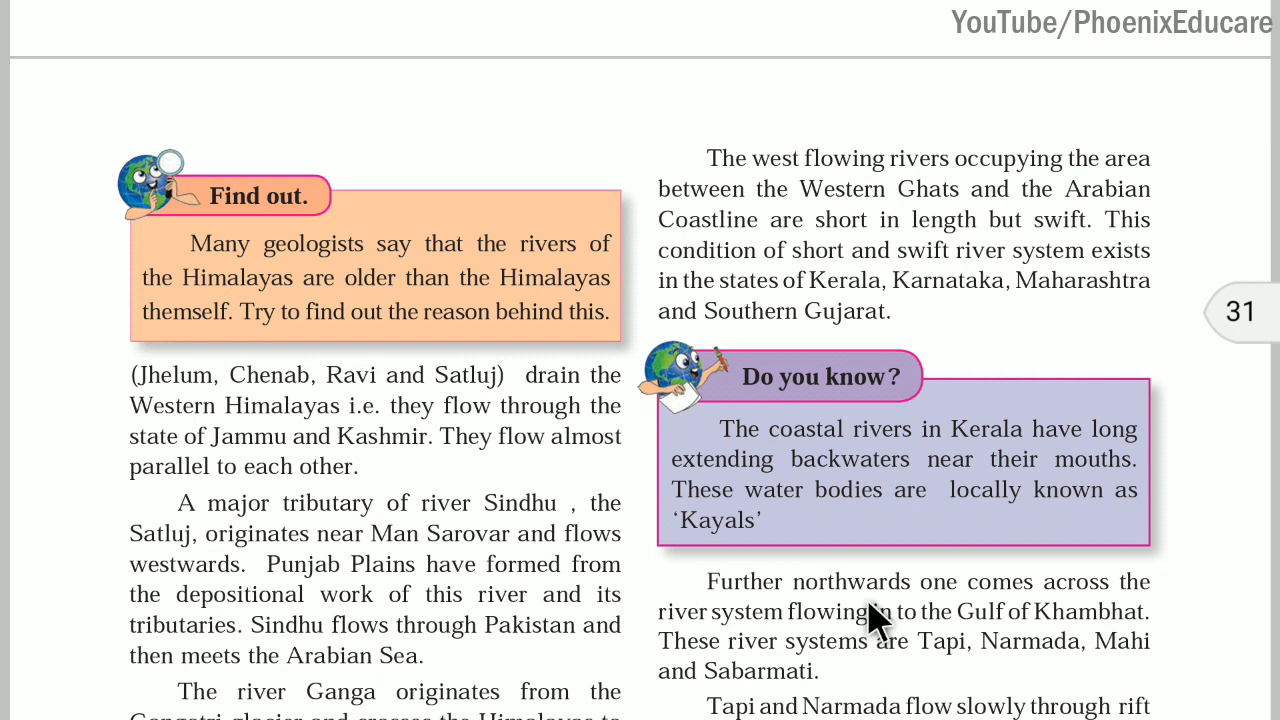 YouTube/PhoenixEducare
Find out.
Many geologists say that the rivers of
the Himalayas are older than the Himalayas
themself. Try to find out the reason behind this.
(Jhelum, Chenab, Ravi and Satluj) drain the
Western Himalayas i.e. they flow through the
state of Jammu and Kashmir. They flow almost
parallel to each other.
A major tributary of river Sindhu , the
Satluj, originates near Man Sarovar and flows
westwards. Punjab Plains have formed from
the depositional work of this river and its
tributaries. Sindhu flows through Pakistan and
then meets the Arabian Sea.
The river Ganga originates from the
Gangotri glacier and crosses the Himalayas to
The west flowing rivers occupying the area
between the Western Ghats and the Arabian
Coastline are short in length but swift. This
condition of short and swift river system exists
in the states of Kerala, Karnataka, Maharashtra
and Southern Gujarat.
Do you know?
The coastal rivers in Kerala have long
extending backwaters near their mouths.
These water bodies are locally known as
‘Kayals’
Further northwards one comes across the
river system flowing in to the Gulf of Khambhat.
These river systems are Tapi, Narmada, Mahi
and Sabarmati.
Tapi and Narmada flow slowly through rift
31